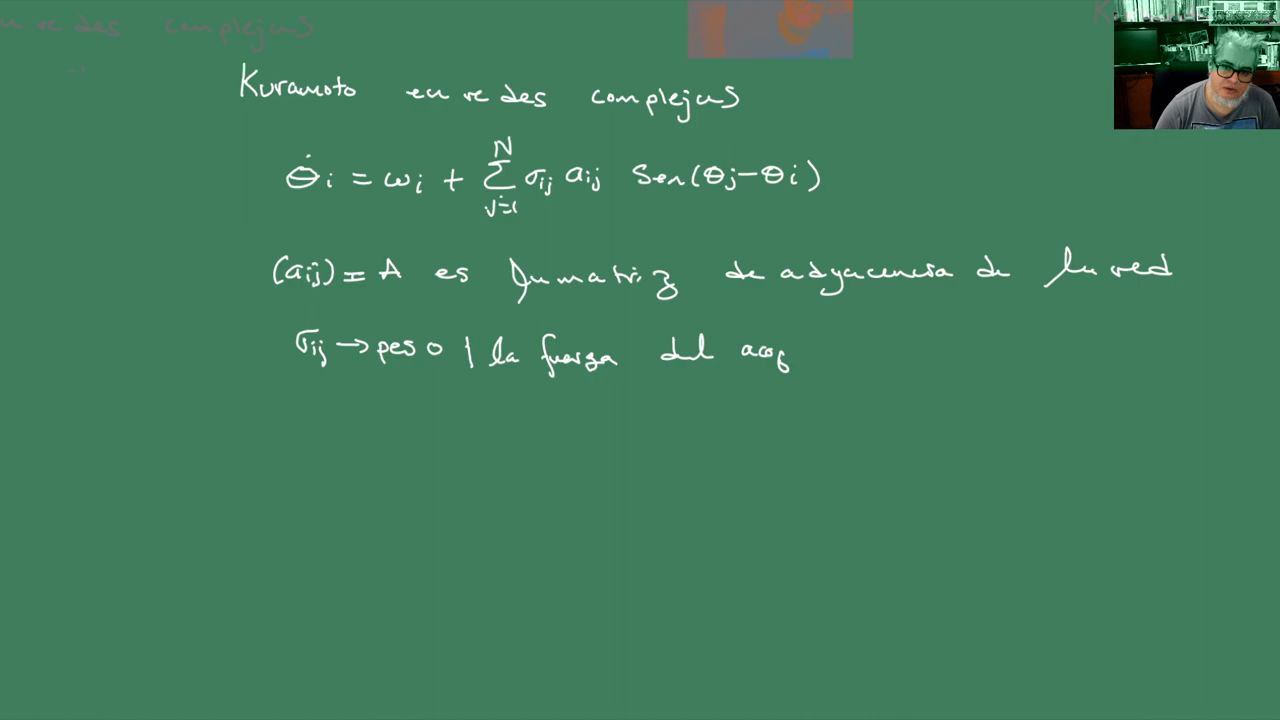 Kuramoto en redes complejas
θ̇i = ωi + Σ_{j=1}^{N} σij aij Sen(θj − θi)
(aij) = A es la matriz de adyacencia de la red
σij → peso | la fuerza del acop